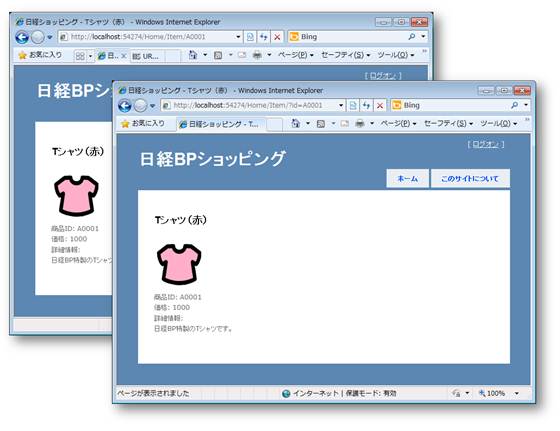 日経ショッピング - Tシャツ（赤） - Windows Internet Explorer
http://localhost:54274/Home/Item/A0001
Bing
お気に入り
日...
UR...
ページ(P)
セーフティ(S)
ツール(O)
[ ログオン ]
日経BPシ
Tシャツ（赤）
商品ID: A0001
価格: 1000
詳細情報:
日経BP特製のTシャツ
日経ショッピング - Tシャツ（赤） - Windows Internet Explorer
http://localhost:54274/Home/Item/?id=A0001
Bing
お気に入り
日経ショッピング - T...
ページ(P)
セーフティ(S)
ツール(O)
[ ログオン ]
日経BPショッピング
ホーム
このサイトについて
Tシャツ（赤）
商品ID: A0001
価格: 1000
詳細情報:
日経BP特製のTシャツです。
ページが表示されました
インターネット | 保護モード: 有効
100%